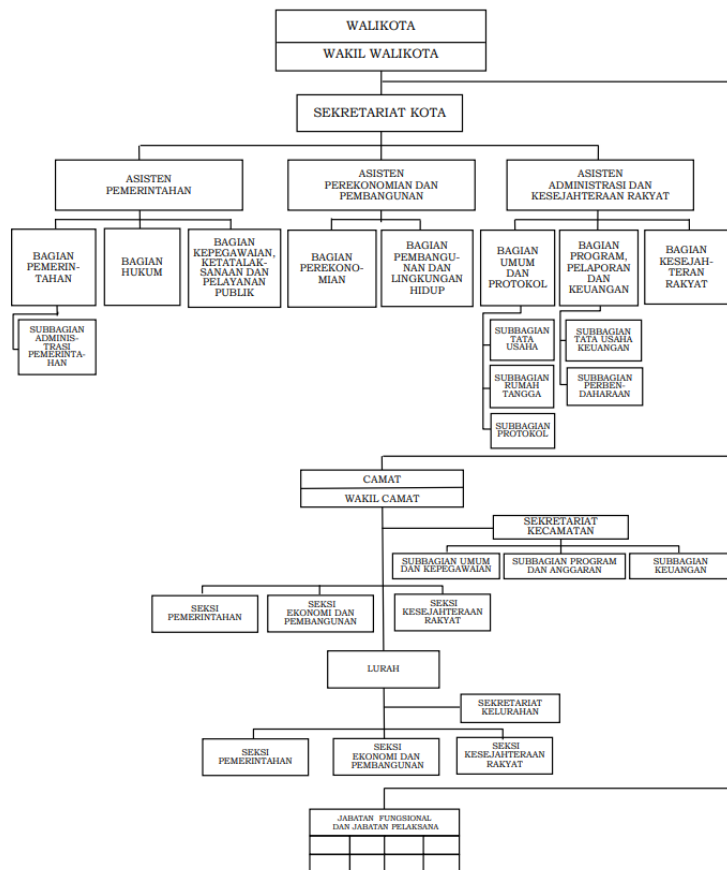 WALIKOTA
WAKIL WALIKOTA
SEKRETARIAT KOTA
ASISTEN
PEMERINTAHAN
ASISTEN
PEREKONOMIAN DAN
PEMBANGUNAN
ASISTEN
ADMINISTRASI DAN
KESEJAHTERAAN RAKYAT
BAGIAN
PEMERIN-
TAHAN
BAGIAN
HUKUM
BAGIAN
KEPEGAWAIAN,
KETATALAK-
SANAAN DAN
PELAYANAN
PUBLIK
BAGIAN
PEREKONO-
MIAN
BAGIAN
PEMBANGU-
NAN DAN
LINGKUNGAN
HIDUP
BAGIAN
UMUM
DAN
PROTOKOL
BAGIAN
PROGRAM,
PELAPORAN
DAN
KEUANGAN
BAGIAN
KESEJAH-
TERAN
RAKYAT
SUBBAGIAN
ADMINIS-
TRASI
PEMERINTA-
HAN
SUBBAGIAN
TATA
USAHA
SUBBAGIAN
RUMAH
TANGGA
SUBBAGIAN
PROTOKOL
SUBBAGIAN
TATA USAHA
KEUANGAN
SUBBAGIAN
PERBEN-
DAHARAAN
CAMAT
WAKIL CAMAT
SEKRETARIAT
KECAMATAN
SUBBAGIAN UMUM
DAN KEPEGAWAIAN
SUBBAGIAN PROGRAM
DAN ANGGARAN
SUBBAGIAN
KEUANGAN
SEKSI
PEMERINTAHAN
SEKSI
EKONOMI DAN
PEMBANGUNAN
SEKSI
KESEJAHTERAAN
RAKYAT
LURAH
SEKRETARIAT
KELURAHAN
SEKSI
PEMERINTAHAN
SEKSI
EKONOMI DAN
PEMBANGUNAN
SEKSI
KESEJAHTERAAN
RAKYAT
JABATAN FUNGSIONAL
DAN JABATAN PELAKSANA